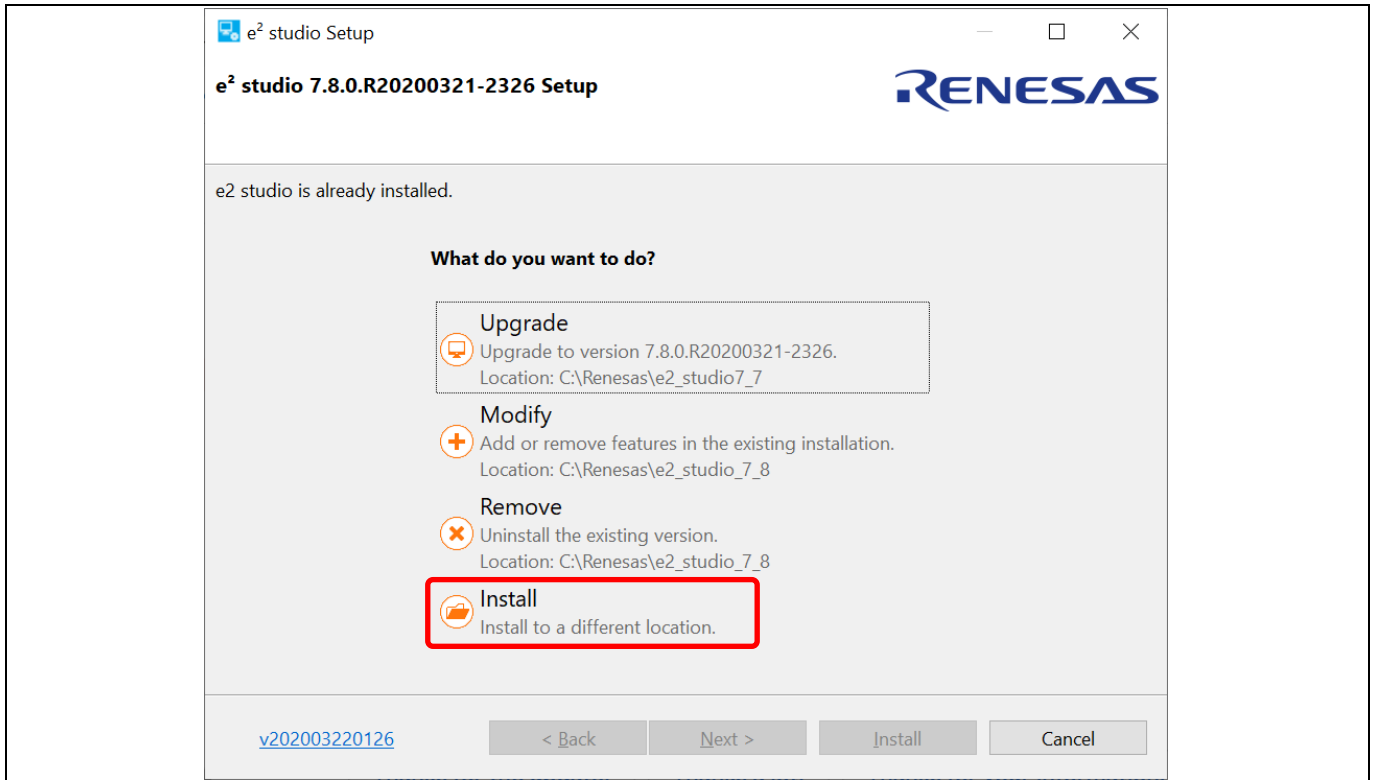 e² studio Setup
e² studio 7.8.0.R20200321-2326 Setup
RENESAS
e2 studio is already installed.
What do you want to do?
Upgrade
Upgrade to version 7.8.0.R20200321-2326.
Location: C:\Renesas\e2_studio7_7
Modify
Add or remove features in the existing installation.
Location: C:\Renesas\e2_studio_7_8
Remove
Uninstall the existing version.
Location: C:\Renesas\e2_studio_7_8
Install
Install to a different location.
v202003220126
< Back
Next >
Install
Cancel